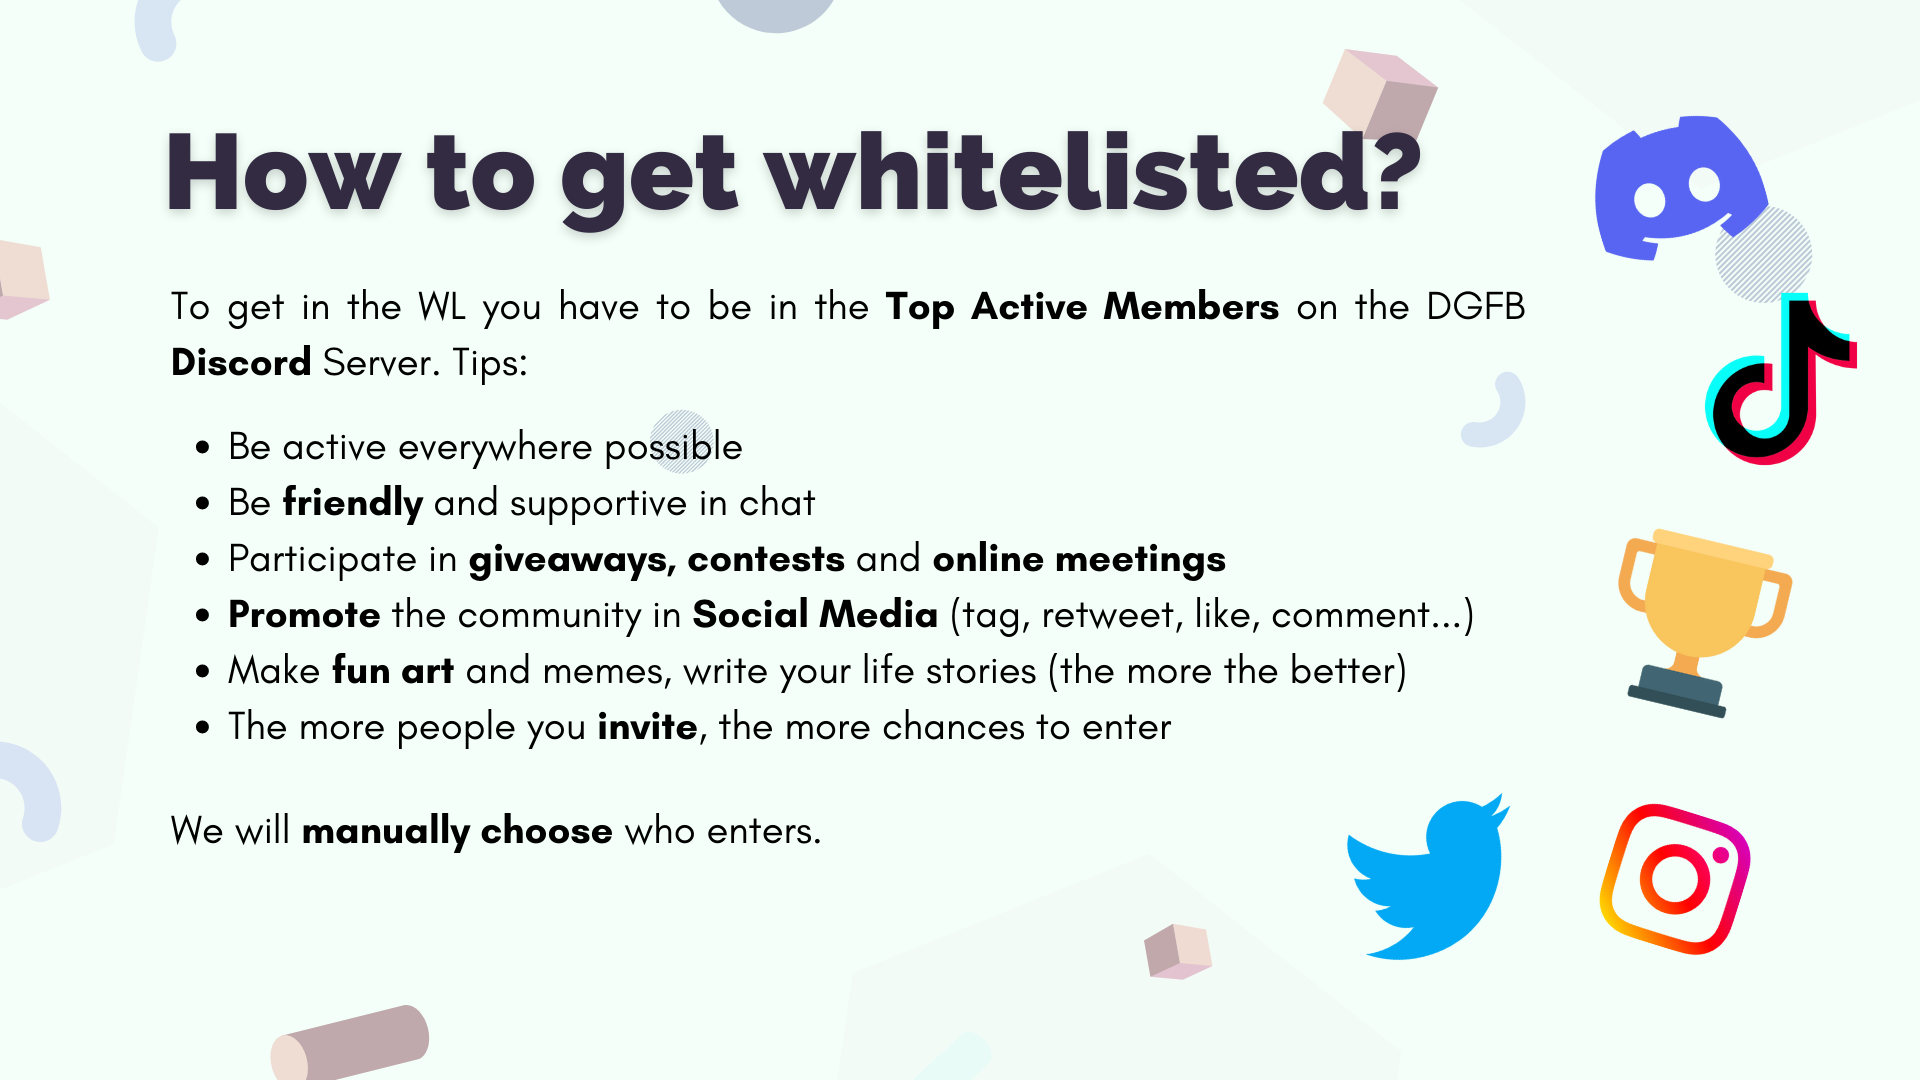 How to get whitelisted?
To get in the WL you have to be in the Top Active Members on the DGFB
Discord Server. Tips:
• Be active everywhere possible
• Be friendly and supportive in chat
• Participate in giveaways, contests and online meetings
• Promote the community in Social Media (tag, retweet, like, comment...)
• Make fun art and memes, write your life stories (the more the better)
• The more people you invite, the more chances to enter
We will manually choose who enters.